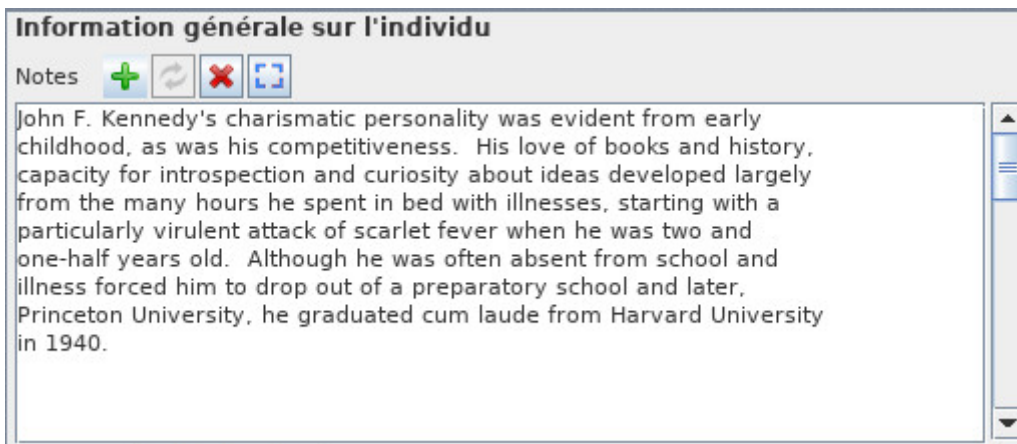 Information générale sur l'individu
Notes
John F. Kennedy's charismatic personality was evident from early
childhood, as was his competitiveness.  His love of books and history,
capacity for introspection and curiosity about ideas developed largely
from the many hours he spent in bed with illnesses, starting with a
particularly virulent attack of scarlet fever when he was two and
one-half years old.  Although he was often absent from school and
illness forced him to drop out of a preparatory school and later,
Princeton University, he graduated cum laude from Harvard University
in 1940.